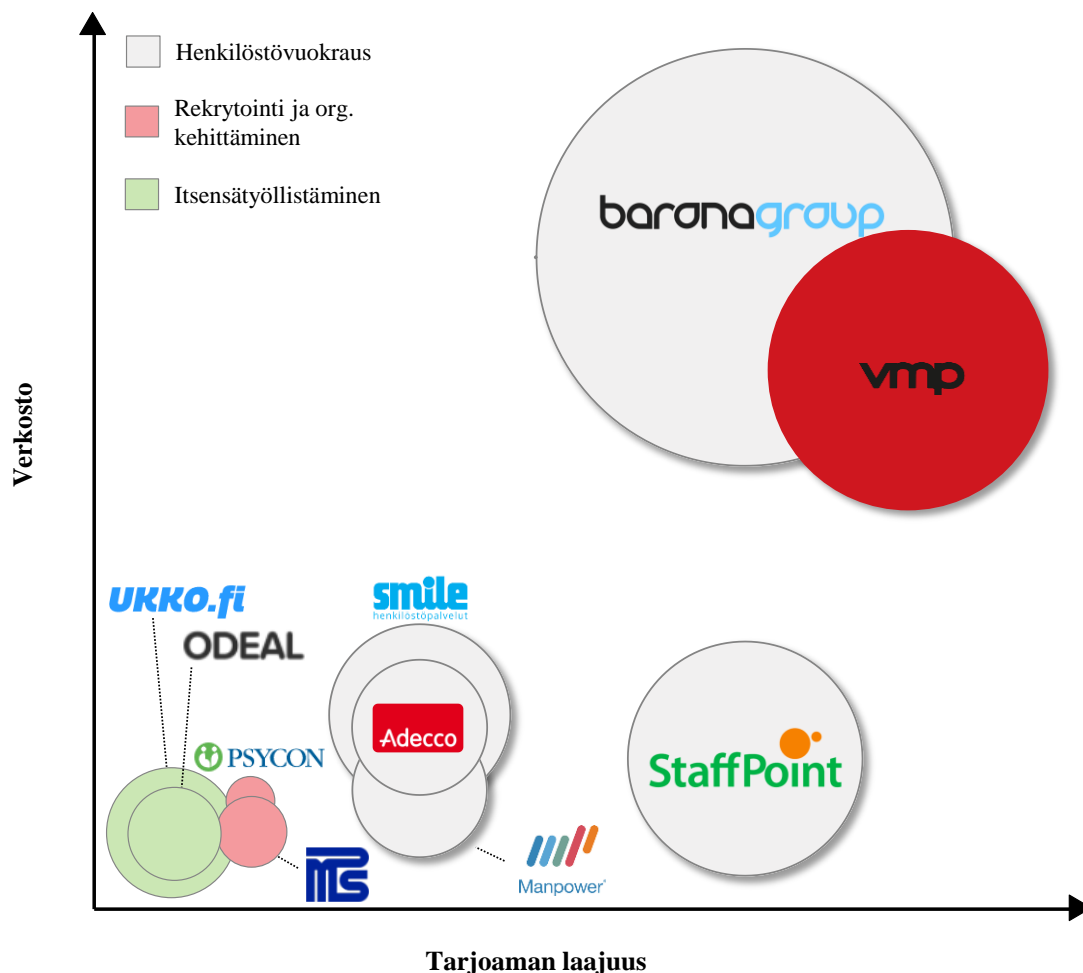 Henkilöstövuokraus
Rekrytointi ja org.
kehittäminen
Itsensätyöllistäminen
baronagroup
vmp
Verkosto
UKKO.fi
smile
henkilöstöpalvelut
ODEAL
Adecco
PSYCON
StaffPoint
MPS
Manpower
Tarjoaman laajuus